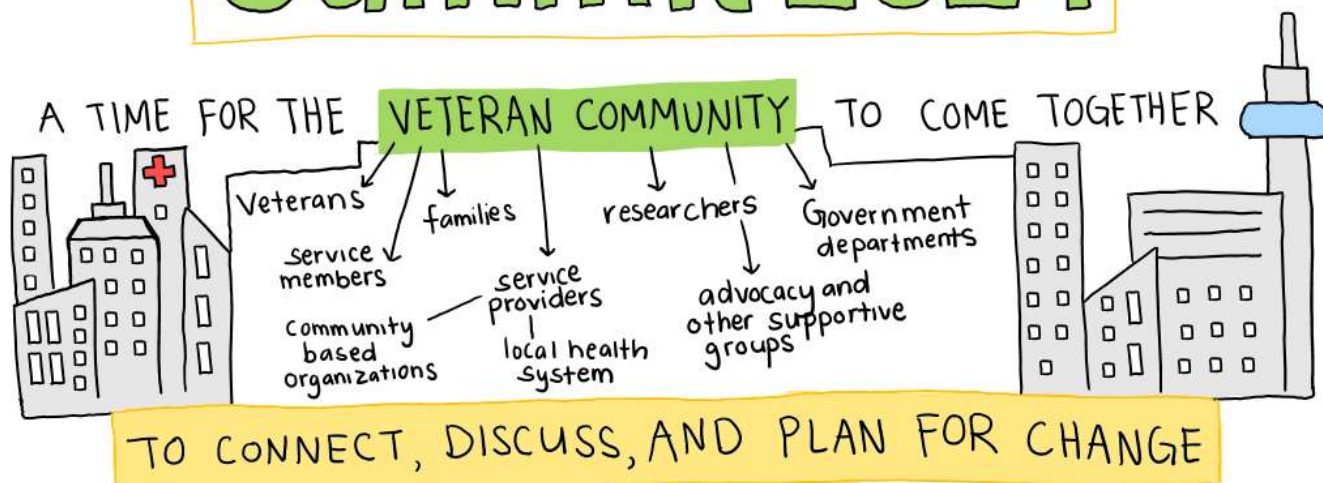 A TIME FOR THE VETERAN COMMUNITY TO COME TOGETHER
Veterans
service
members
families
service
providers
community
based
organizations
local health
system
researchers
advocacy and
other supportive
groups
Government
departments
TO CONNECT, DISCUSS, AND PLAN FOR CHANGE